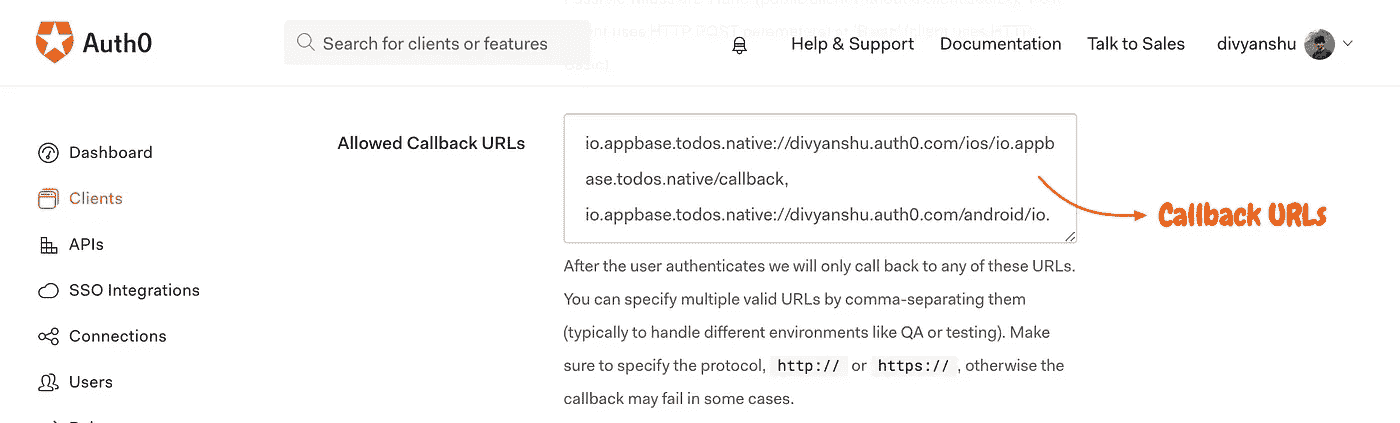 Auth0
Search for clients or features
Help & Support
Documentation
Talk to Sales
divyanshu
Dashboard
Clients
APIs
SSO Integrations
Connections
Users
Allowed Callback URLs
io.appbase.todos.native://divyanshu.auth0.com/ios/io.appb
ase.todos.native/callback,
io.appbase.todos.native://divyanshu.auth0.com/android/io.
Callback URLs
After the user authenticates we will only call back to any of these URLs.
You can specify multiple valid URLs by comma-separating them
(typically to handle different environments like QA or testing). Make
sure to specify the protocol, http:// or https://, otherwise the
callback may fail in some cases.